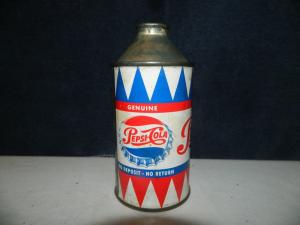 GENUINE
PEPSI-COLA
NO DEPOSIT - NO RETURN